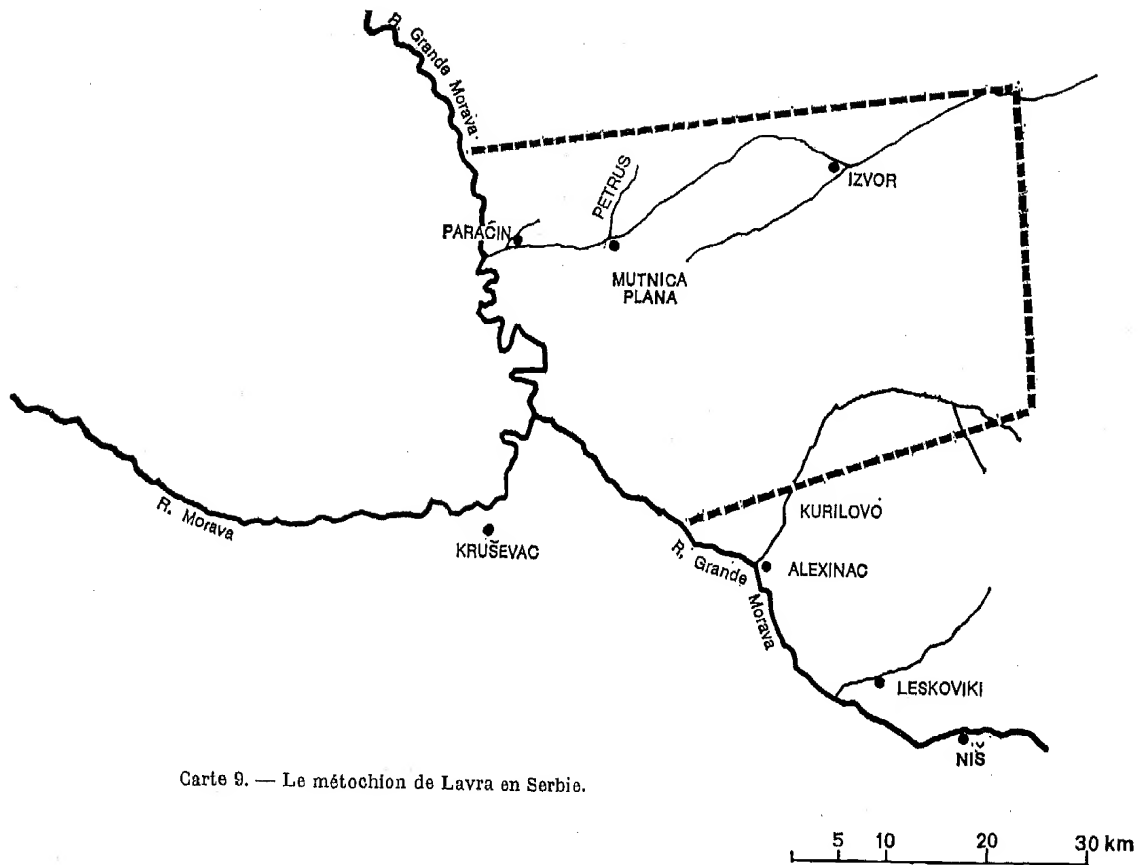 R. Grande Morava
PETRUS
IZVOR
PARAČIN
MUTNICA
PLANA
R. Morava
KRUŠEVAC
KURILOVO
R. Grande Morava
ALEXINAC
LESKOVIKI
NIŠ
Carte 9. — Le métochion de Lavra en Serbie.
5 10 20 30 km